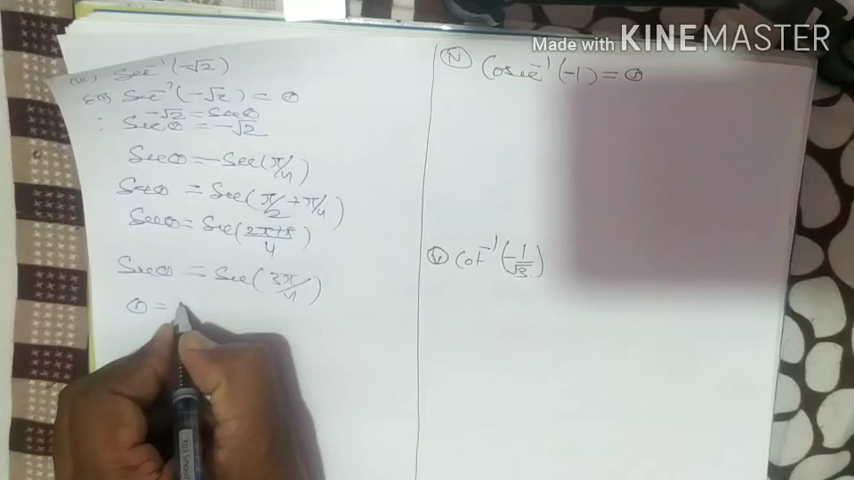 (iii) Sec⁻¹(-√2)
Sec⁻¹(-√2) = θ
-√2 = Secθ
∴ Secθ = -√2
Secθ = -Sec(π/4)
Secθ = Sec(π/2+π/4)
Secθ = Sec(2π+π/4)
Secθ = Sec(3π/4)
θ =
Made with KINEMASTER
(iv) Cosec⁻¹(-1) = θ
(v) Cot⁻¹(-1/√3)